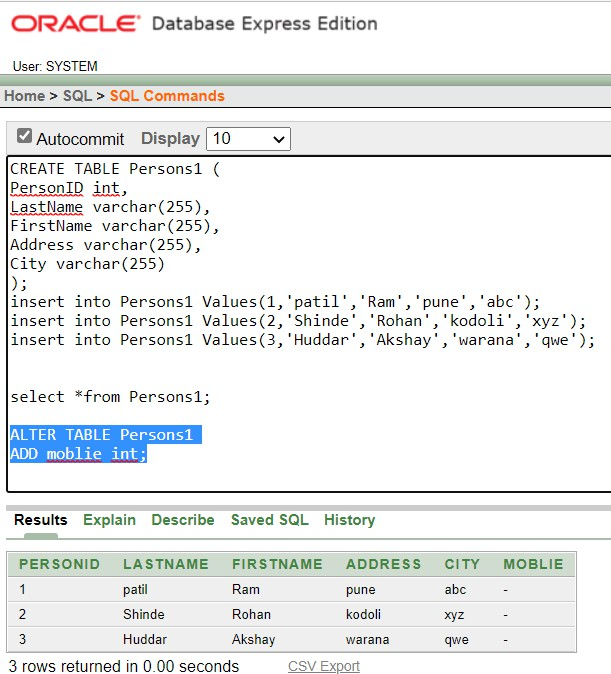 ORACLE® Database Express Edition
User: SYSTEM
Home > SQL > SQL Commands
Autocommit Display 10
CREATE TABLE Persons1 (
PersonID int,
LastName varchar(255),
FirstName varchar(255),
Address varchar(255),
City varchar(255)
);
insert into Persons1 Values(1,'patil','Ram','pune','abc');
insert into Persons1 Values(2,'Shinde','Rohan','kodoli','xyz');
insert into Persons1 Values(3,'Huddar','Akshay','warana','qwe');
select *from Persons1;
ALTER TABLE Persons1
ADD moblie int;
Results Explain Describe Saved SQL History
PERSONID LASTNAME FIRSTNAME ADDRESS CITY MOBLIE
1 patil Ram pune abc -
2 Shinde Rohan kodoli xyz -
3 Huddar Akshay warana qwe -
3 rows returned in 0.00 seconds CSV Export